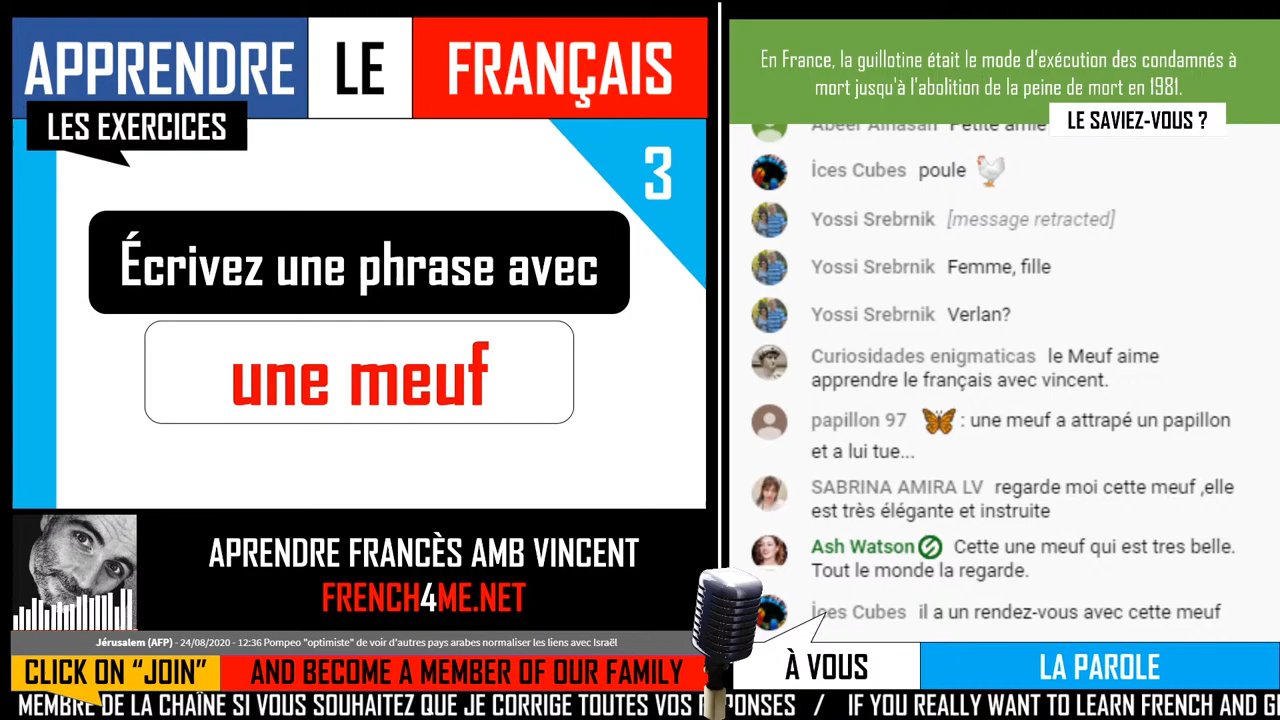 APPRENDRE LE FRANÇAIS
LES EXERCICES
3
Écrivez une phrase avec
une meuf
APRENDRE FRANCÈS AMB VINCENT
FRENCH4ME.NET
Jérusalem (AFP) - 24/08/2020 - 12:36 Pompeo "optimiste" de voir d'autres pays arabes normaliser les liens avec Israël
CLICK ON "JOIN" AND BECOME A MEMBER OF OUR FAMILY
En France, la guillotine était le mode d'exécution des condamnés à
mort jusqu'à l'abolition de la peine de mort en 1981.
LE SAVIEZ-VOUS ?
Abeer Alhasan Petite amie
İces Cubes poule
Yossi Srebrnik [message retracted]
Yossi Srebrnik Femme, fille
Yossi Srebrnik Verlan?
Curiosidades enigmaticas le Meuf aime
apprendre le français avec vincent.
papillon 97 : une meuf a attrapé un papillon
et a lui tue...
SABRINA AMIRA LV regarde moi cette meuf ,elle
est très élégante et instruite
Ash Watson Cette une meuf qui est tres belle.
Tout le monde la regarde.
İces Cubes il a un rendez-vous avec cette meuf
À VOUS LA PAROLE
MEMBRE DE LA CHAÎNE SI VOUS SOUHAITEZ QUE JE CORRIGE TOUTES VOS RÉPONSES / IF YOU REALLY WANT TO LEARN FRENCH AND G